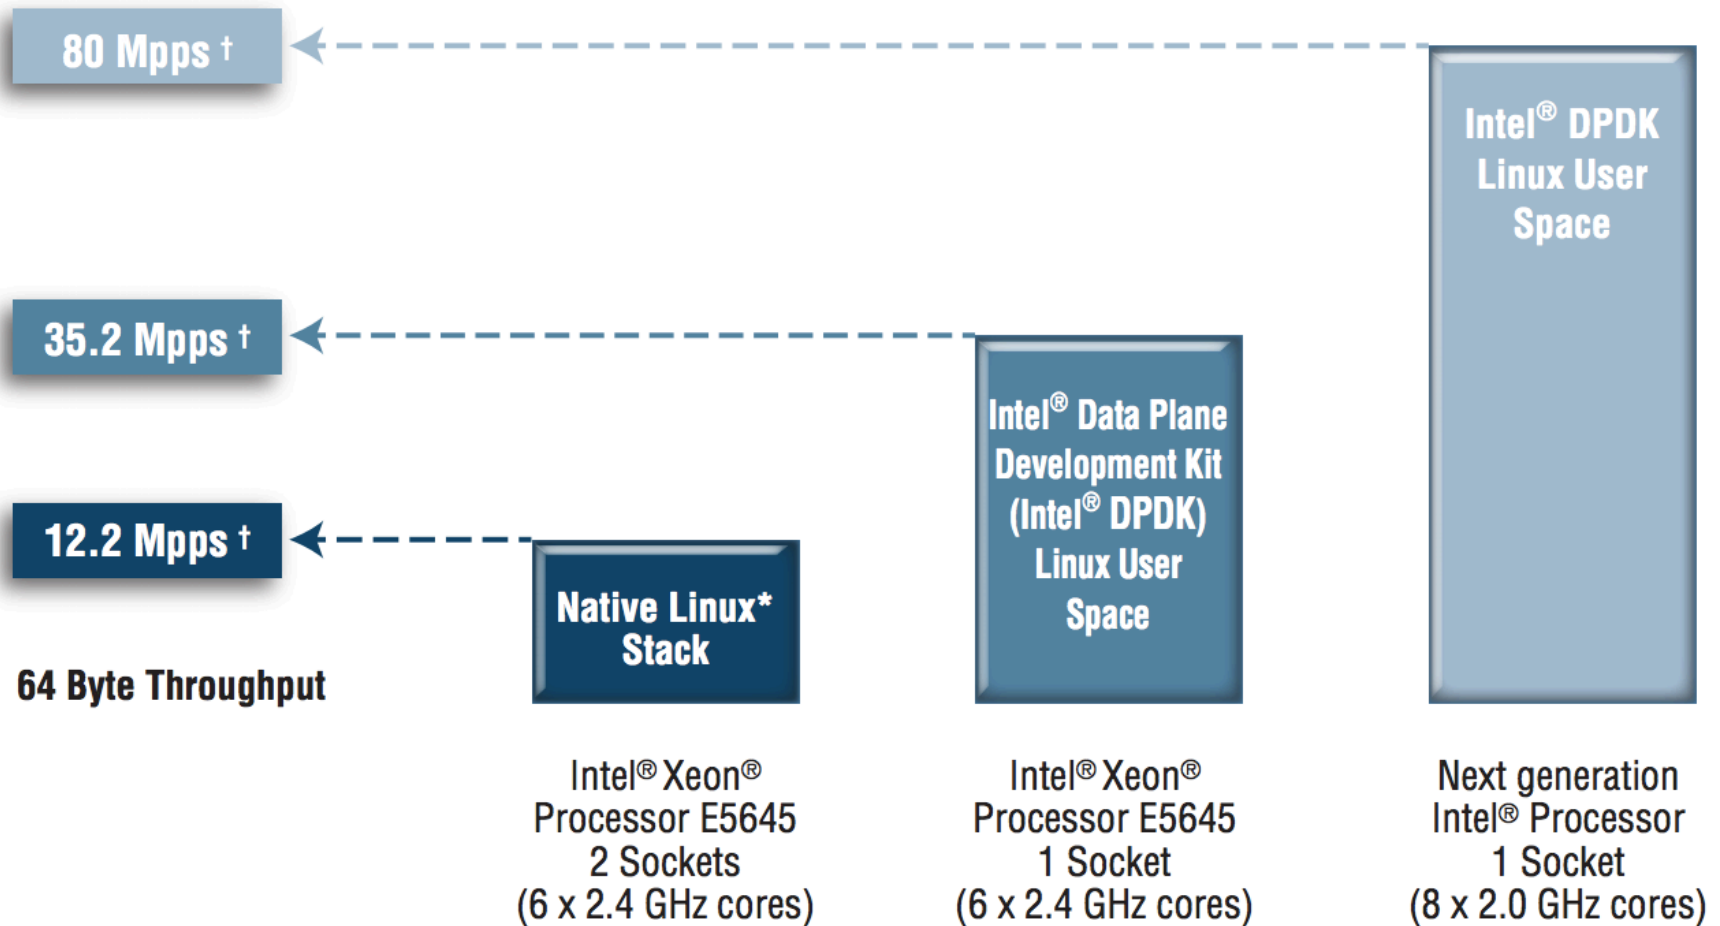 80 Mpps †
Intel® DPDK
Linux User
Space
35.2 Mpps †
Intel® Data Plane
Development Kit
(Intel® DPDK)
Linux User
Space
12.2 Mpps †
Native Linux*
Stack
64 Byte Throughput
Intel® Xeon®
Processor E5645
2 Sockets
(6 x 2.4 GHz cores)
Intel® Xeon®
Processor E5645
1 Socket
(6 x 2.4 GHz cores)
Next generation
Intel® Processor
1 Socket
(8 x 2.0 GHz cores)